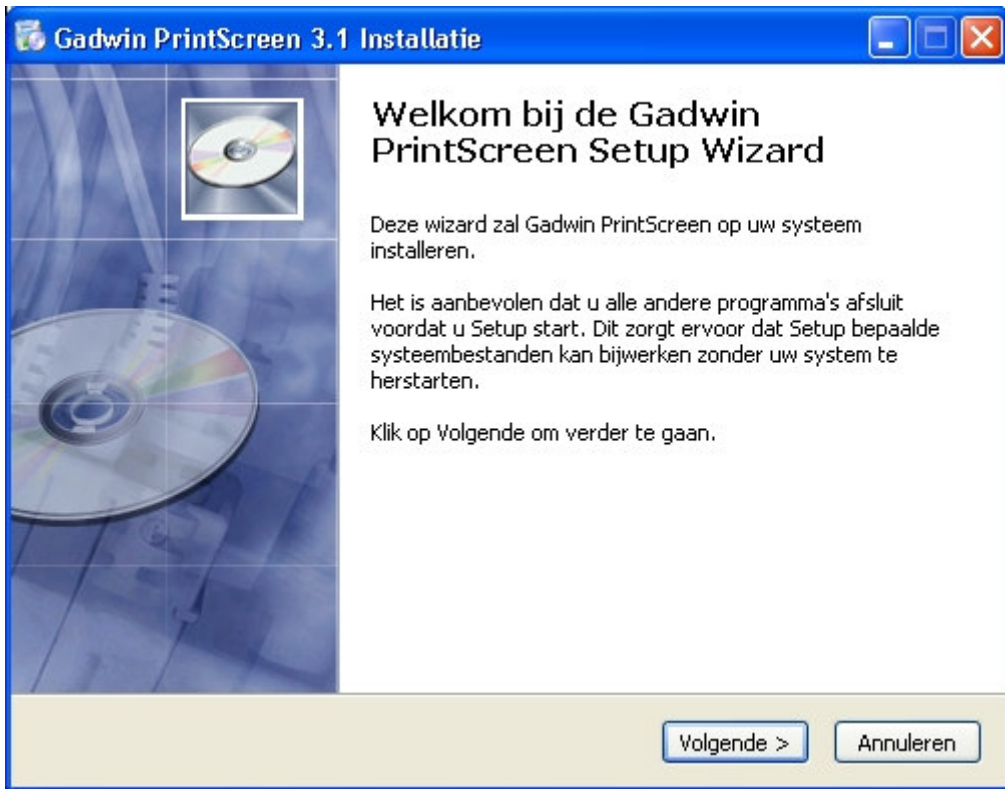 Gadwin PrintScreen 3.1 Installatie
Welkom bij de Gadwin
PrintScreen Setup Wizard
Deze wizard zal Gadwin PrintScreen op uw systeem
installeren.
Het is aanbevolen dat u alle andere programma's afsluit
voordat u Setup start. Dit zorgt ervoor dat Setup bepaalde
systeembestanden kan bijwerken zonder uw system te
herstarten.
Klik op Volgende om verder te gaan.
Volgende >
Annuleren